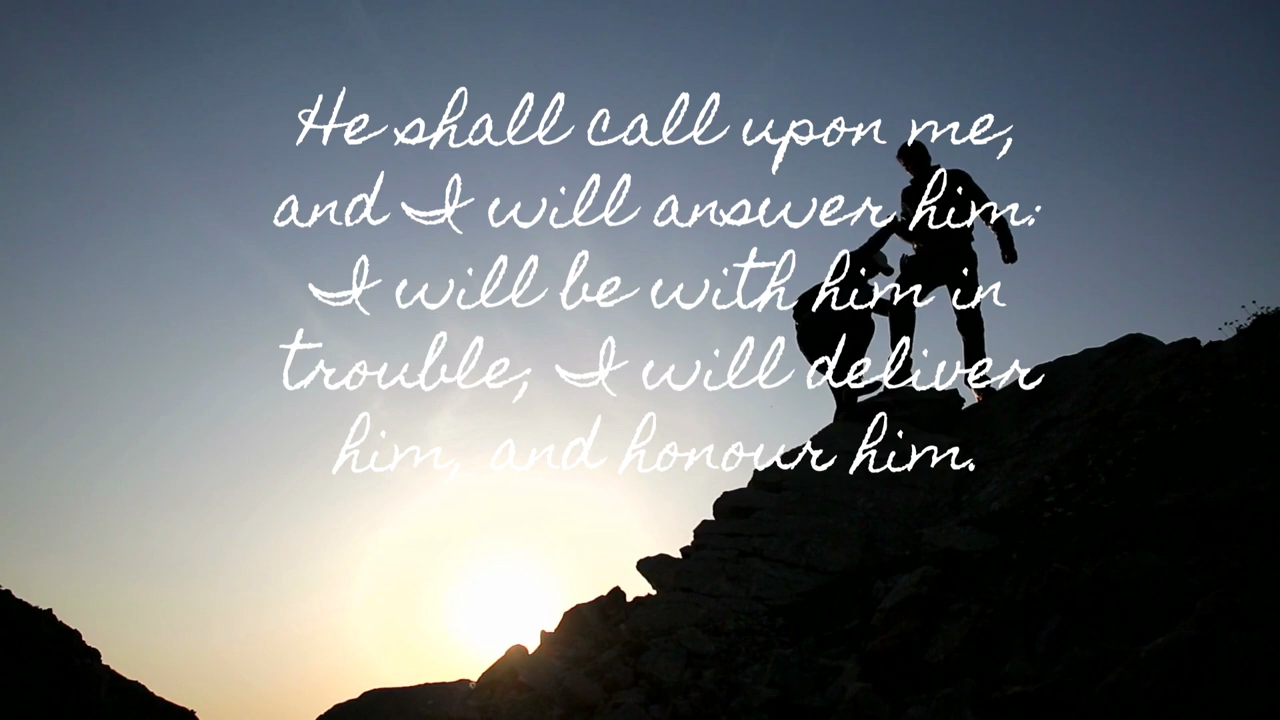 He shall call upon me,
and I will answer him:
I will be with him in
trouble; I will deliver
him, and honour him.